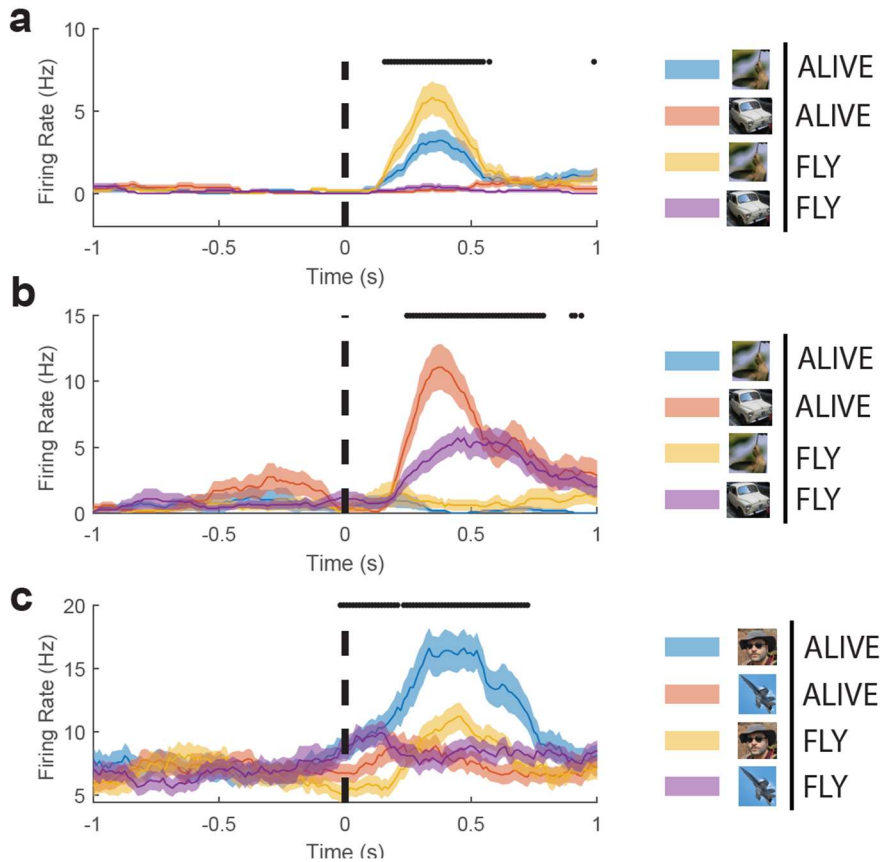 a
10
5
0
Firing Rate (Hz)
-1 -0.5 0 0.5 1
Time (s)
ALIVE
ALIVE
FLY
FLY
b
15
10
5
0
Firing Rate (Hz)
-1 -0.5 0 0.5 1
Time (s)
ALIVE
ALIVE
FLY
FLY
c
20
15
10
5
Firing Rate (Hz)
-1 -0.5 0 0.5 1
Time (s)
ALIVE
ALIVE
FLY
FLY